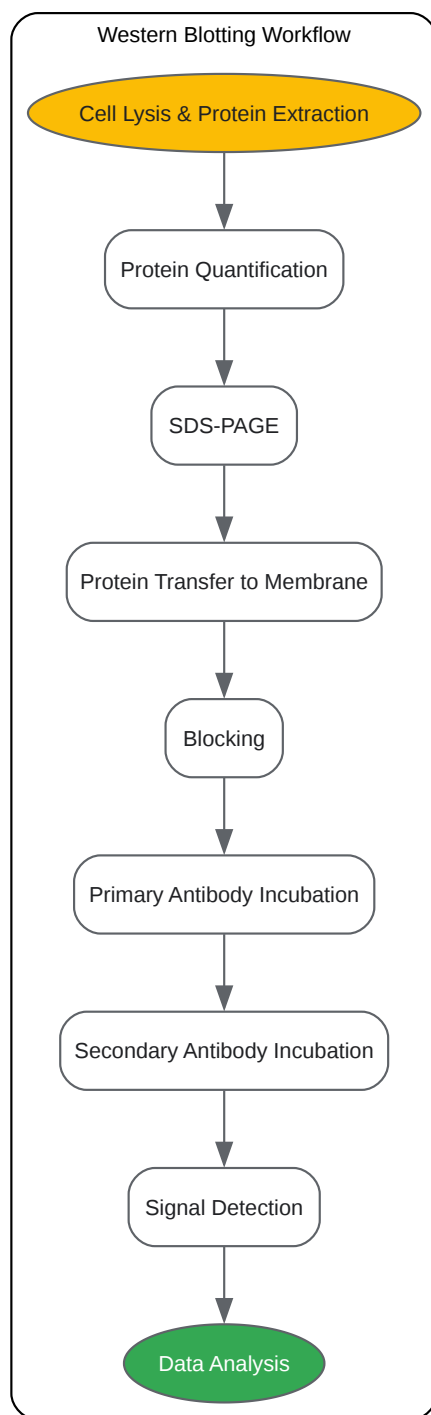 Western Blotting Workflow
Cell Lysis & Protein Extraction
Protein Quantification
SDS-PAGE
Protein Transfer to Membrane
Blocking
Primary Antibody Incubation
Secondary Antibody Incubation
Signal Detection
Data Analysis